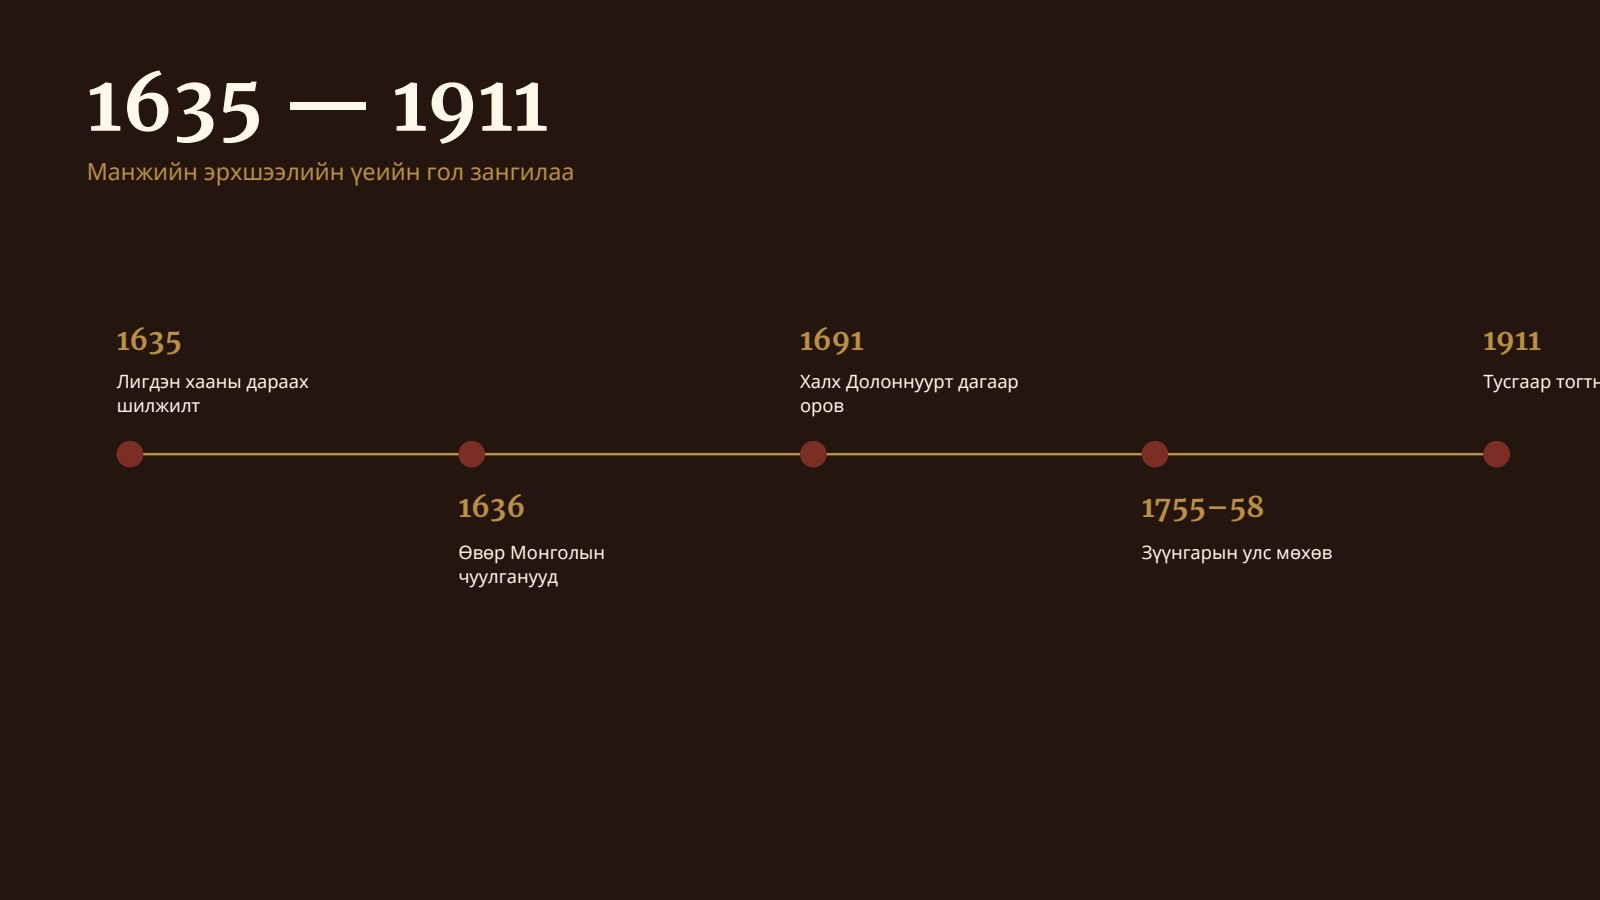 1635 — 1911
Манжийн эрхшээлийн үеийн гол зангилаа
1635
Лигдэн хааны дараах
шилжилт
1691
Халх Долоннуурт дагаар
оров
1911
Тусгаар
1636
Өвөр Монголын
чуулганууд
1755–58
Зүүнгарын улс мөхөв